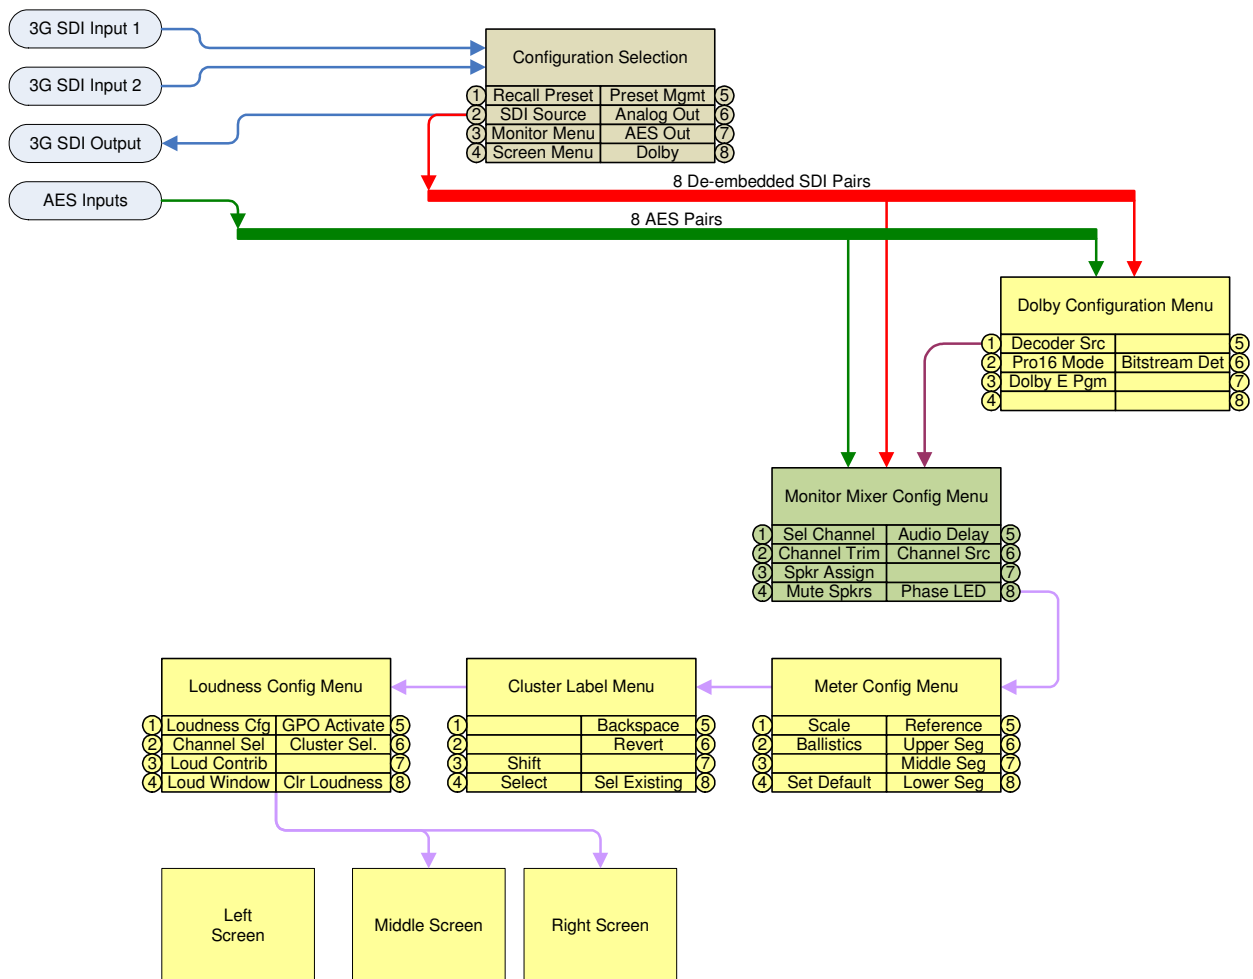 3G SDI Input 1
3G SDI Input 2
3G SDI Output
AES Inputs
Configuration Selection
1 Recall Preset Preset Mgmt 5
2 SDI Source Analog Out 6
3 Monitor Menu AES Out 7
4 Screen Menu Dolby 8
8 De-embedded SDI Pairs
8 AES Pairs
Dolby Configuration Menu
1 Decoder Src 5
2 Pro16 Mode Bitstream Det 6
3 Dolby E Pgm 7
4 8
Monitor Mixer Config Menu
1 Sel Channel Audio Delay 5
2 Channel Trim Channel Src 6
3 Spkr Assign 7
4 Mute Spkrs Phase LED 8
Loudness Config Menu
1 Loudness Cfg GPO Activate 5
2 Channel Sel Cluster Sel. 6
3 Loud Contrib 7
4 Loud Window Clr Loudness 8
Cluster Label Menu
1 Backspace 5
2 Revert 6
3 Shift 7
4 Select Sel Existing 8
Meter Config Menu
1 Scale Reference 5
2 Ballistics Upper Seg 6
3 Middle Seg 7
4 Set Default Lower Seg 8
Left
Screen
Middle Screen
Right Screen